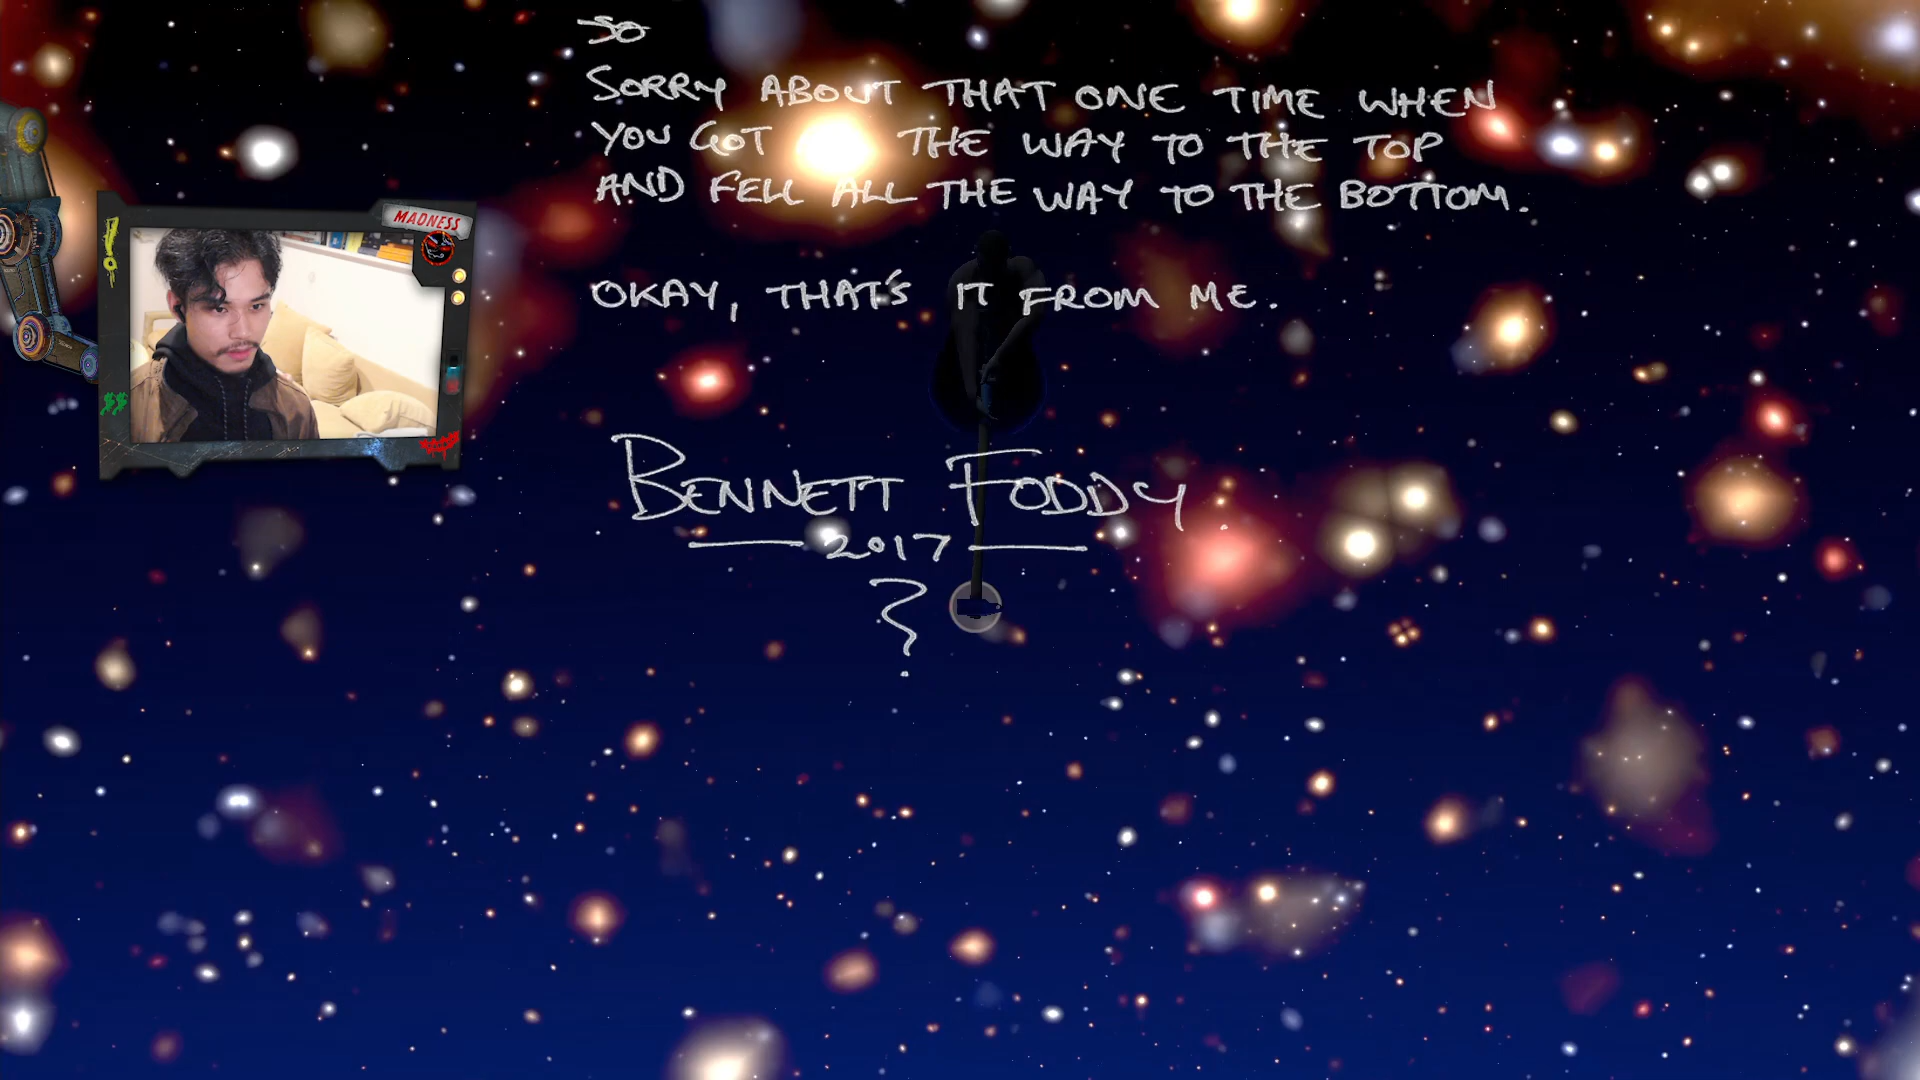 SO
SORRY ABOUT THAT ONE TIME WHEN
YOU GOT THE WAY TO THE TOP
AND FELL ALL THE WAY TO THE BOTTOM.
OKAY, THAT'S IT FROM ME.
MADNESS
BENNETT FODDY
2017
?